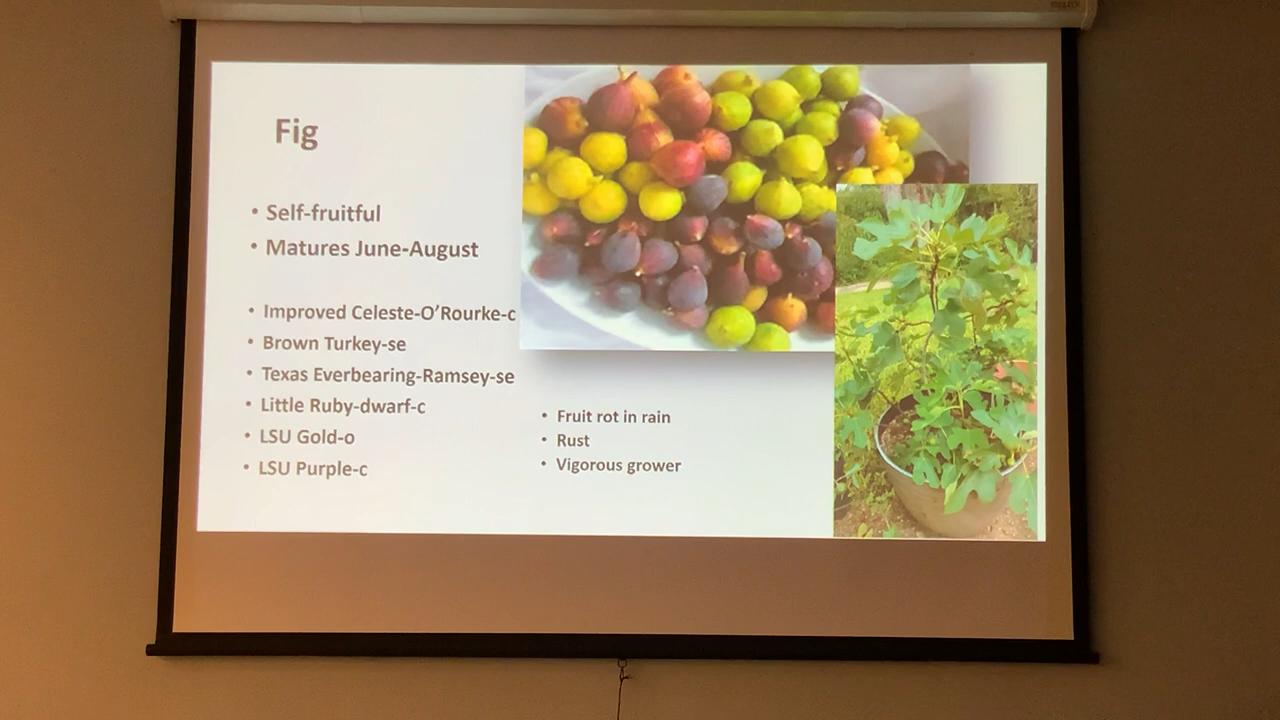 Fig
• Self-fruitful
• Matures June-August
• Improved Celeste-O’Rourke-c
• Brown Turkey-se
• Texas Everbearing-Ramsey-se
• Little Ruby-dwarf-c
• LSU Gold-o
• LSU Purple-c
• Fruit rot in rain
• Rust
• Vigorous grower